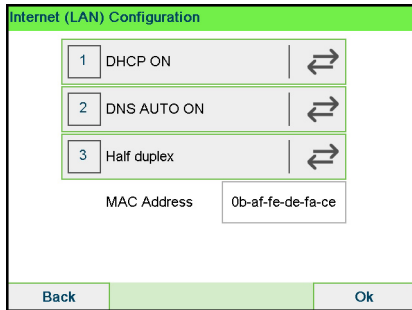 Internet (LAN) Configuration
1 DHCP ON
2 DNS AUTO ON
3 Half duplex
MAC Address 0b-af-fe-de-fa-ce
Back Ok